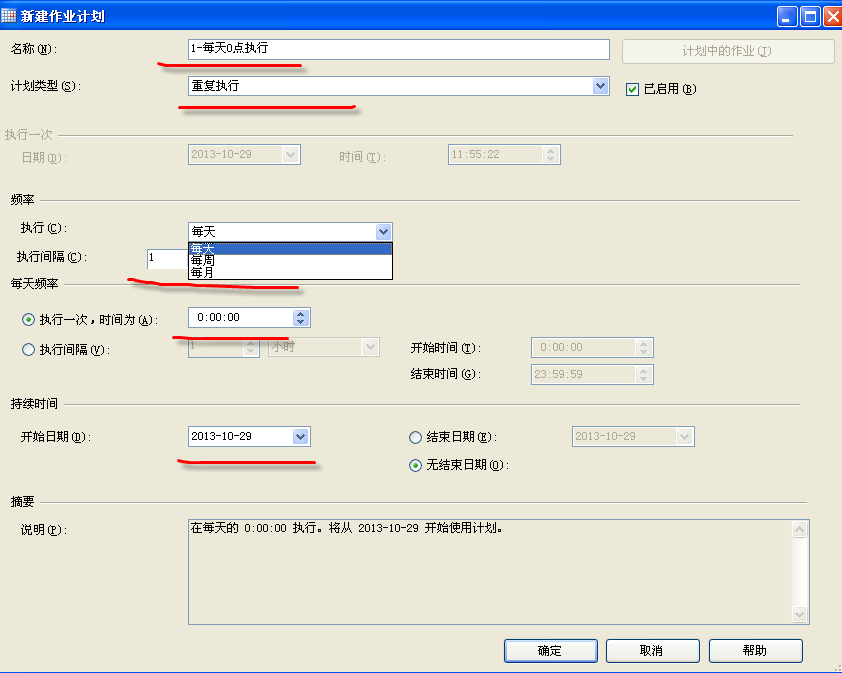 新建作业计划
名称(N): 1-每天0点执行 计划中的作业(J)
计划类型(S): 重复执行 已启用(B)
执行一次
日期(D): 2013-10-29 时间(T): 11:55:22
频率
执行(C): 每天
每天
执行间隔(C): 1 每周
每月
每天频率
执行一次，时间为(A): 0:00:00
执行间隔(V): 1 小时 开始时间(I): 0:00:00
结束时间(G): 23:59:59
持续时间
开始日期(D): 2013-10-29 结束日期(E): 2013-10-29
无结束日期(O):
摘要
说明(P): 在每天的 0:00:00 执行。将从 2013-10-29 开始使用计划。
确定 取消 帮助